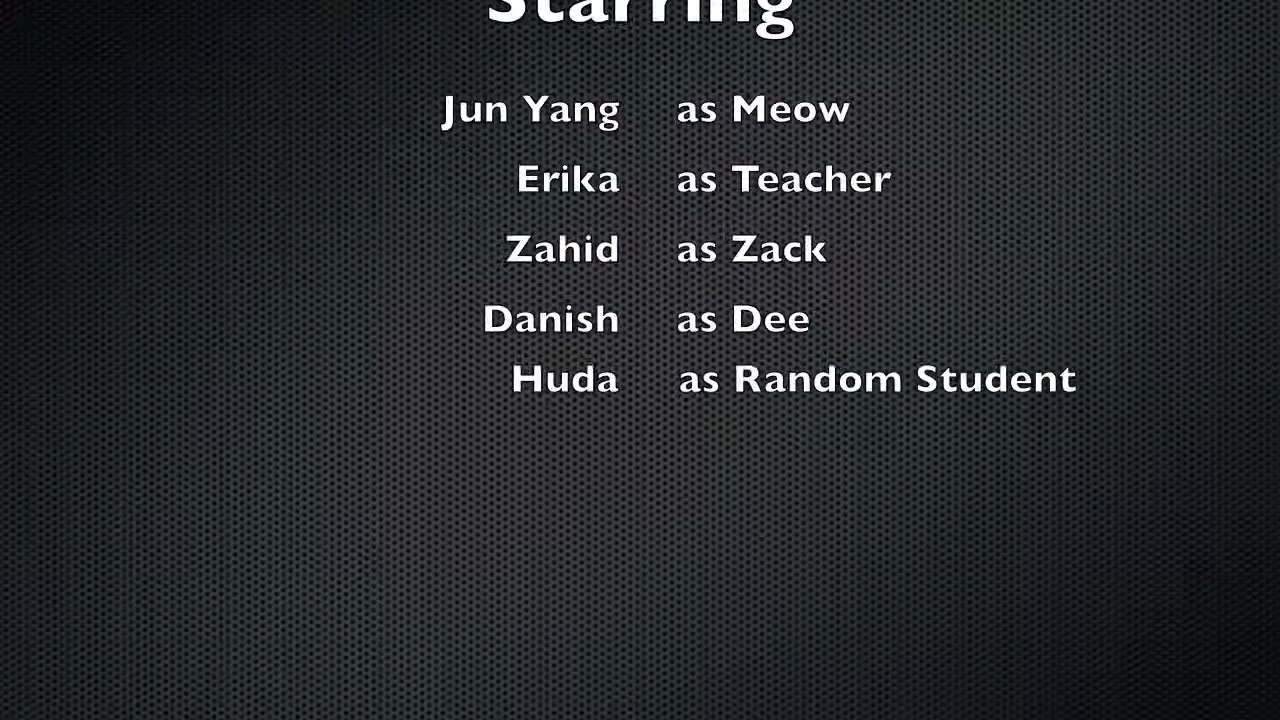 Starring
Jun Yang as Meow
Erika as Teacher
Zahid as Zack
Danish as Dee
Huda as Random Student